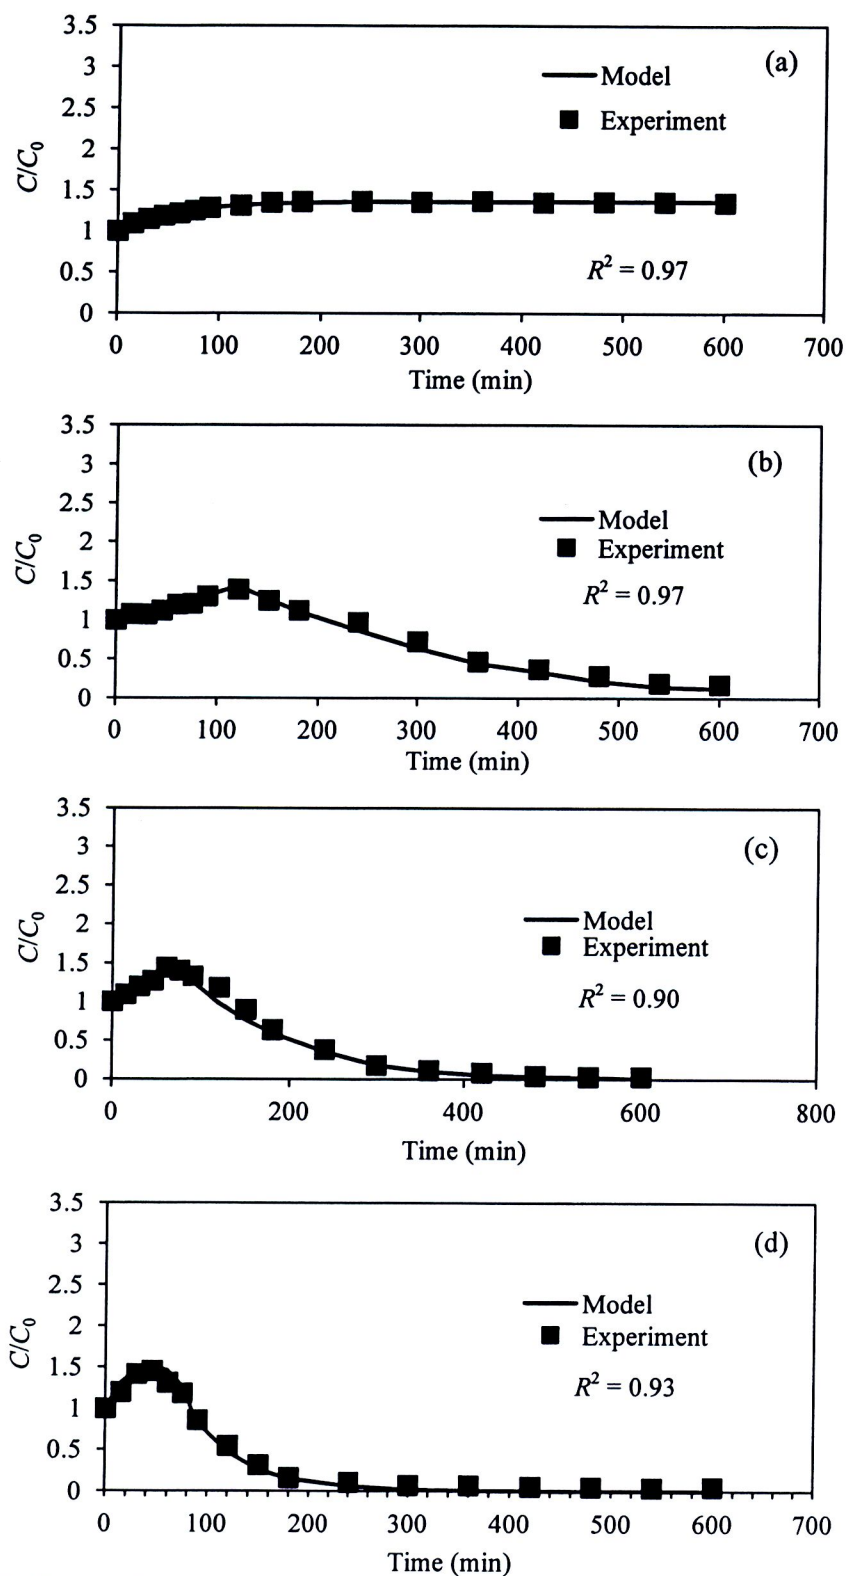 3.5
(a)
3
Model
2.5
Experiment
2
C/C0
1.5
1
0.5
R2 = 0.97
0
0 100 200 300 400 500 600 700
Time (min)
3.5
(b)
3
2.5
Model
2
Experiment
C/C0
1.5
R2 = 0.97
1
0.5
0
0 100 200 300 400 500 600 700
Time (min)
3.5
(c)
3
2.5
Model
2
Experiment
C/C0
1.5
R2 = 0.90
1
0.5
0
0 200 400 600 800
Time (min)
3.5
(d)
3
2.5
Model
2
Experiment
C/C0
1.5
R2 = 0.93
1
0.5
0
0 100 200 300 400 500 600 700
Time (min)